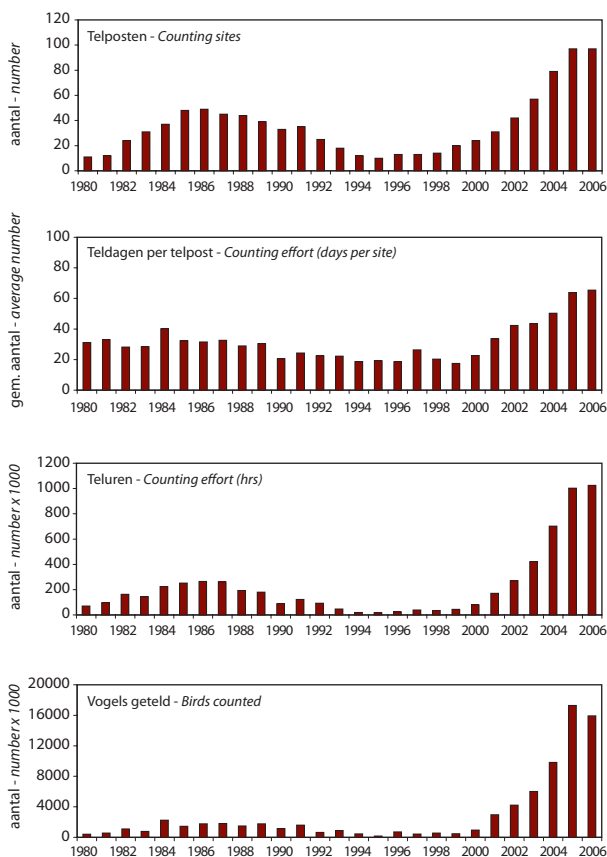 Telposten - Counting sites
aantal - number
120
100
80
60
40
20
0
1980 1982 1984 1986 1988 1990 1992 1994 1996 1998 2000 2002 2004 2006
Teldagen per telpost - Counting effort (days per site)
gem. aantal - average number
100
80
60
40
20
0
1980 1982 1984 1986 1988 1990 1992 1994 1996 1998 2000 2002 2004 2006
Teluren - Counting effort (hrs)
aantal - number x 1000
1200
1000
800
600
400
200
0
1980 1982 1984 1986 1988 1990 1992 1994 1996 1998 2000 2002 2004 2006
Vogels geteld - Birds counted
aantal - number x 1000
20000
16000
12000
8000
4000
0
1980 1982 1984 1986 1988 1990 1992 1994 1996 1998 2000 2002 2004 2006